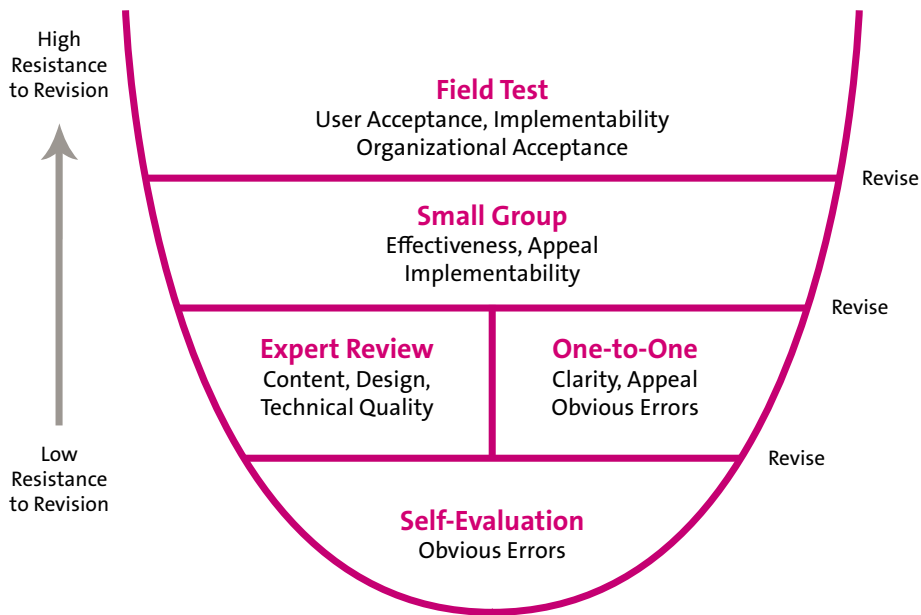 High
Resistance
to Revision
Field Test
User Acceptance, Implementability
Organizational Acceptance
Revise
Small Group
Effectiveness, Appeal
Implementability
Revise
Expert Review
Content, Design,
Technical Quality
One-to-One
Clarity, Appeal
Obvious Errors
Low
Resistance
to Revision
Revise
Self-Evaluation
Obvious Errors